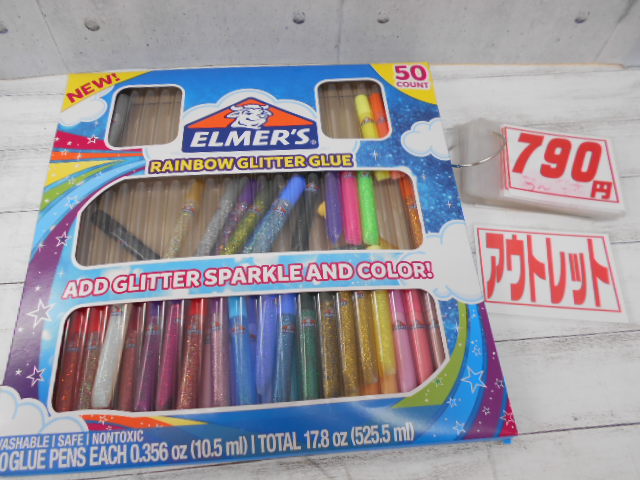 NEW!
50
COUNT
ELMER'S
RAINBOW GLITTER GLUE
ADD GLITTER SPARKLE AND COLOR!
WASHABLE | SAFE | NONTOXIC
0 GLUE PENS EACH 0.356 oz (10.5 ml) | TOTAL 17.8 oz (525.5 ml)
790
円
アウトレット